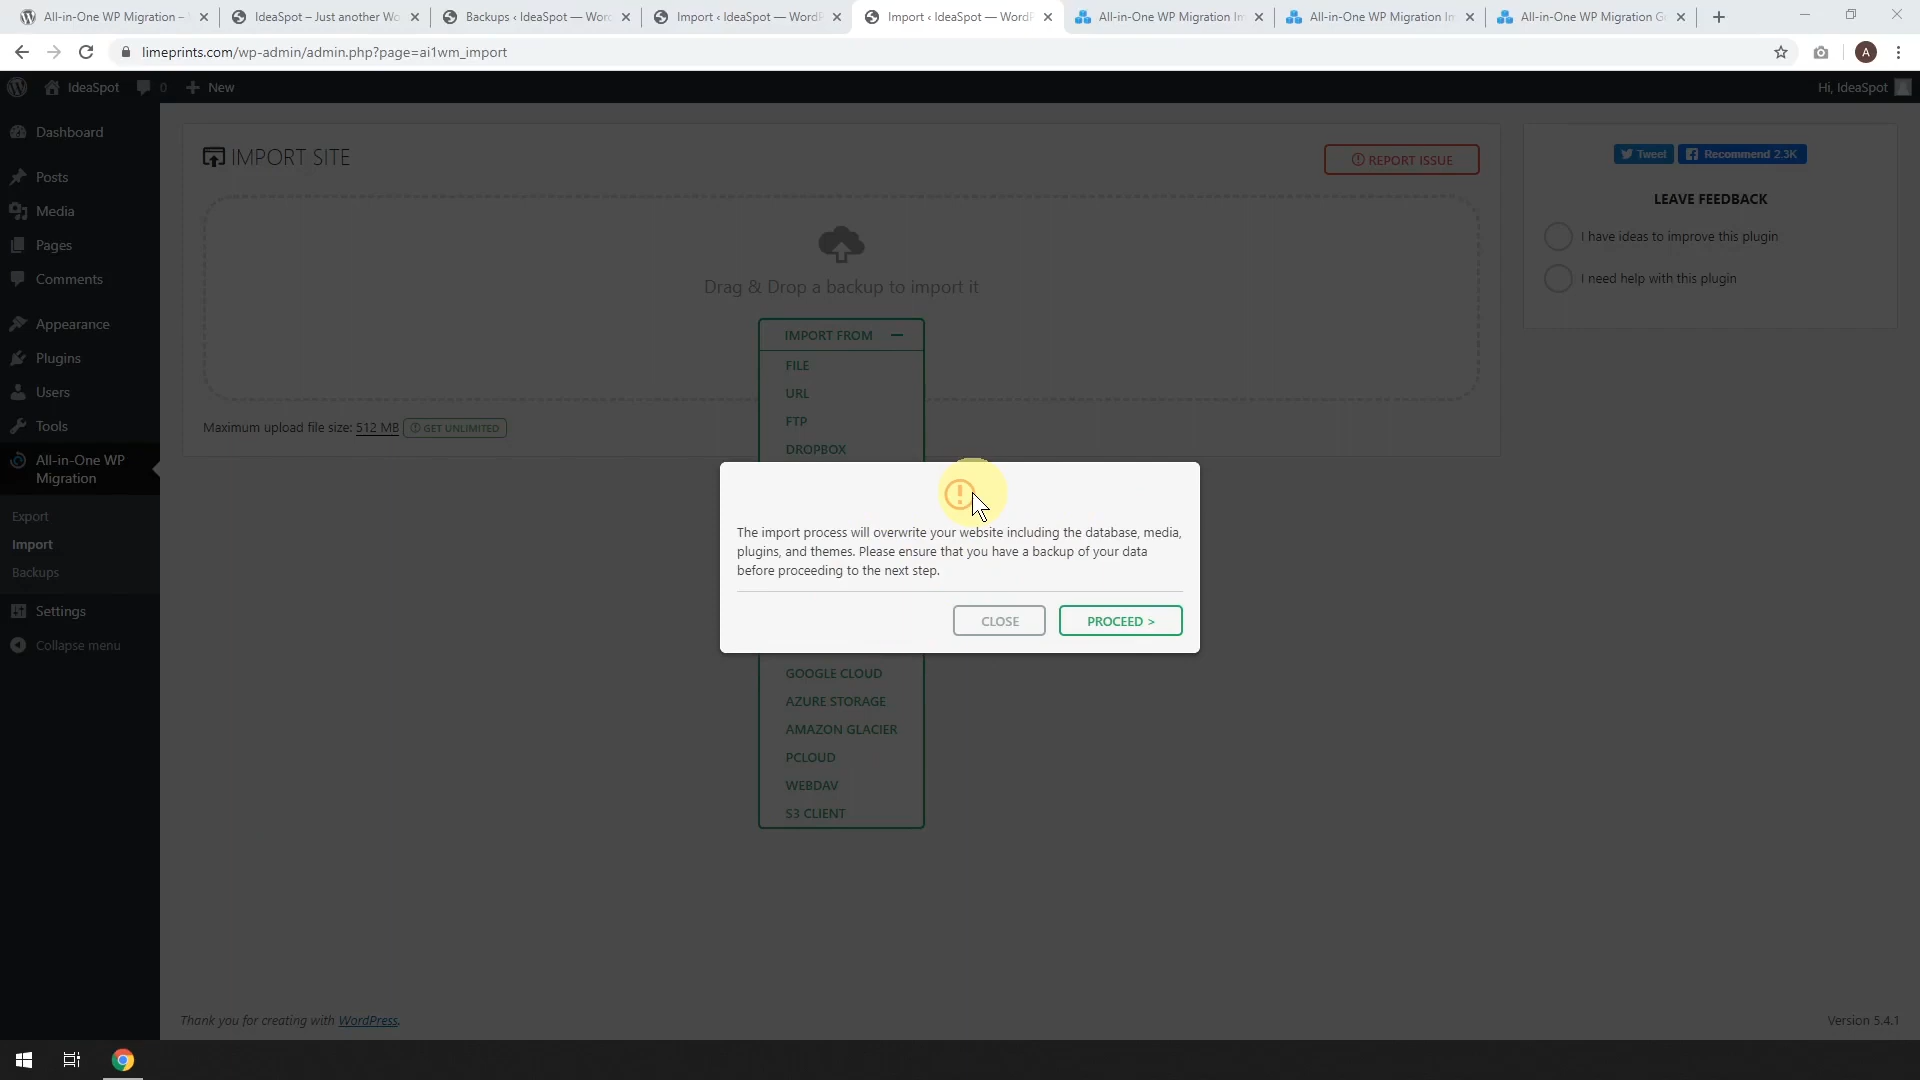 All-in-One WP Migration –
IdeaSpot – Just another Wo
Backups ‹ IdeaSpot — Word
Import ‹ IdeaSpot — WordP
Import ‹ IdeaSpot — WordP
All-in-One WP Migration Im
All-in-One WP Migration Im
All-in-One WP Migration G
limeprints.com/wp-admin/admin.php?page=ai1wm_import
A
IdeaSpot
0
New
Hi, IdeaSpot
Dashboard
Posts
Media
Pages
Comments
Appearance
Plugins
Users
Tools
All-in-One WP
Migration
Export
Import
Backups
Settings
Collapse menu
IMPORT SITE
REPORT ISSUE
Drag & Drop a backup to import it
IMPORT FROM
FILE
URL
FTP
DROPBOX
GOOGLE CLOUD
AZURE STORAGE
AMAZON GLACIER
PCLOUD
WEBDAV
S3 CLIENT
Maximum upload file size: 512 MB GET UNLIMITED
The import process will overwrite your website including the database, media,
plugins, and themes. Please ensure that you have a backup of your data
before proceeding to the next step.
CLOSE
PROCEED >
Tweet
Recommend 2.3K
LEAVE FEEDBACK
I have ideas to improve this plugin
I need help with this plugin
Thank you for creating with WordPress.
Version 5.4.1